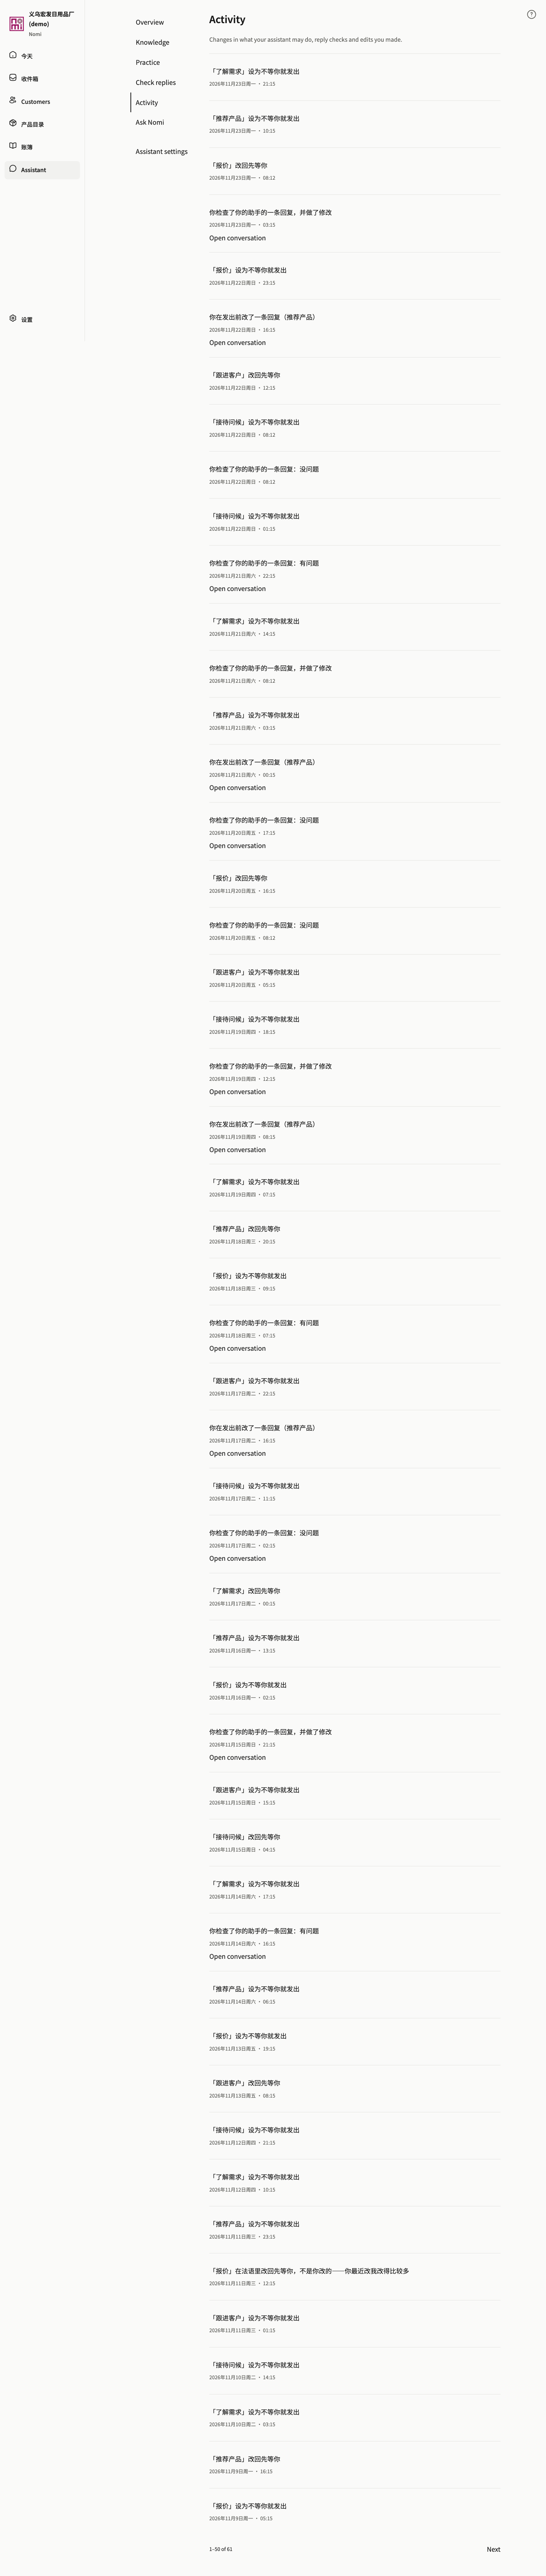 义乌宏发日用品厂
(demo)
Nomi
今天
收件箱
Customers
产品目录
账簿
Assistant
设置
Overview
Knowledge
Practice
Check replies
Activity
Ask Nomi
Assistant settings
Activity
Changes in what your assistant may do, reply checks and edits you made.
「了解需求」设为不等你就发出
2026年11月23日周一 · 21:15
「推荐产品」设为不等你就发出
2026年11月23日周一 · 10:15
「报价」改回先等你
2026年11月23日周一 · 08:12
你检查了你的助手的一条回复，并做了修改
2026年11月23日周一 · 03:15
Open conversation
「报价」设为不等你就发出
2026年11月22日周日 · 23:15
你在发出前改了一条回复（推荐产品）
2026年11月22日周日 · 16:15
Open conversation
「跟进客户」改回先等你
2026年11月22日周日 · 12:15
「接待问候」设为不等你就发出
2026年11月22日周日 · 08:12
你检查了你的助手的一条回复：没问题
2026年11月22日周日 · 08:12
「接待问候」设为不等你就发出
2026年11月22日周日 · 01:15
你检查了你的助手的一条回复：有问题
2026年11月21日周六 · 22:15
Open conversation
「了解需求」设为不等你就发出
2026年11月21日周六 · 14:15
你检查了你的助手的一条回复，并做了修改
2026年11月21日周六 · 08:12
「推荐产品」设为不等你就发出
2026年11月21日周六 · 03:15
你在发出前改了一条回复（推荐产品）
2026年11月21日周六 · 00:15
Open conversation
你检查了你的助手的一条回复：没问题
2026年11月20日周五 · 17:15
Open conversation
「报价」改回先等你
2026年11月20日周五 · 16:15
你检查了你的助手的一条回复：没问题
2026年11月20日周五 · 08:12
「跟进客户」设为不等你就发出
2026年11月20日周五 · 05:15
「接待问候」设为不等你就发出
2026年11月19日周四 · 18:15
你检查了你的助手的一条回复，并做了修改
2026年11月19日周四 · 12:15
Open conversation
你在发出前改了一条回复（推荐产品）
2026年11月19日周四 · 08:15
Open conversation
「了解需求」设为不等你就发出
2026年11月19日周四 · 07:15
「推荐产品」改回先等你
2026年11月18日周三 · 20:15
「报价」设为不等你就发出
2026年11月18日周三 · 09:15
你检查了你的助手的一条回复：有问题
2026年11月18日周三 · 07:15
Open conversation
「跟进客户」设为不等你就发出
2026年11月17日周二 · 22:15
你在发出前改了一条回复（推荐产品）
2026年11月17日周二 · 16:15
Open conversation
「接待问候」设为不等你就发出
2026年11月17日周二 · 11:15
你检查了你的助手的一条回复：没问题
2026年11月17日周二 · 02:15
Open conversation
「了解需求」改回先等你
2026年11月17日周二 · 00:15
「推荐产品」设为不等你就发出
2026年11月16日周一 · 13:15
「报价」设为不等你就发出
2026年11月16日周一 · 02:15
你检查了你的助手的一条回复，并做了修改
2026年11月15日周日 · 21:15
Open conversation
「跟进客户」设为不等你就发出
2026年11月15日周日 · 15:15
「接待问候」改回先等你
2026年11月15日周日 · 04:15
「了解需求」设为不等你就发出
2026年11月14日周六 · 17:15
你检查了你的助手的一条回复：有问题
2026年11月14日周六 · 16:15
Open conversation
「推荐产品」设为不等你就发出
2026年11月14日周六 · 06:15
「报价」设为不等你就发出
2026年11月13日周五 · 19:15
「跟进客户」改回先等你
2026年11月13日周五 · 08:15
「接待问候」设为不等你就发出
2026年11月12日周四 · 21:15
「了解需求」设为不等你就发出
2026年11月12日周四 · 10:15
「推荐产品」设为不等你就发出
2026年11月11日周三 · 23:15
「报价」在法语里改回先等你，不是你改的——你最近改我改得比较多
2026年11月11日周三 · 12:15
「跟进客户」设为不等你就发出
2026年11月11日周三 · 01:15
「接待问候」设为不等你就发出
2026年11月10日周二 · 14:15
「了解需求」设为不等你就发出
2026年11月10日周二 · 03:15
「推荐产品」改回先等你
2026年11月9日周一 · 16:15
「报价」设为不等你就发出
2026年11月9日周一 · 05:15
1–50 of 61
Next